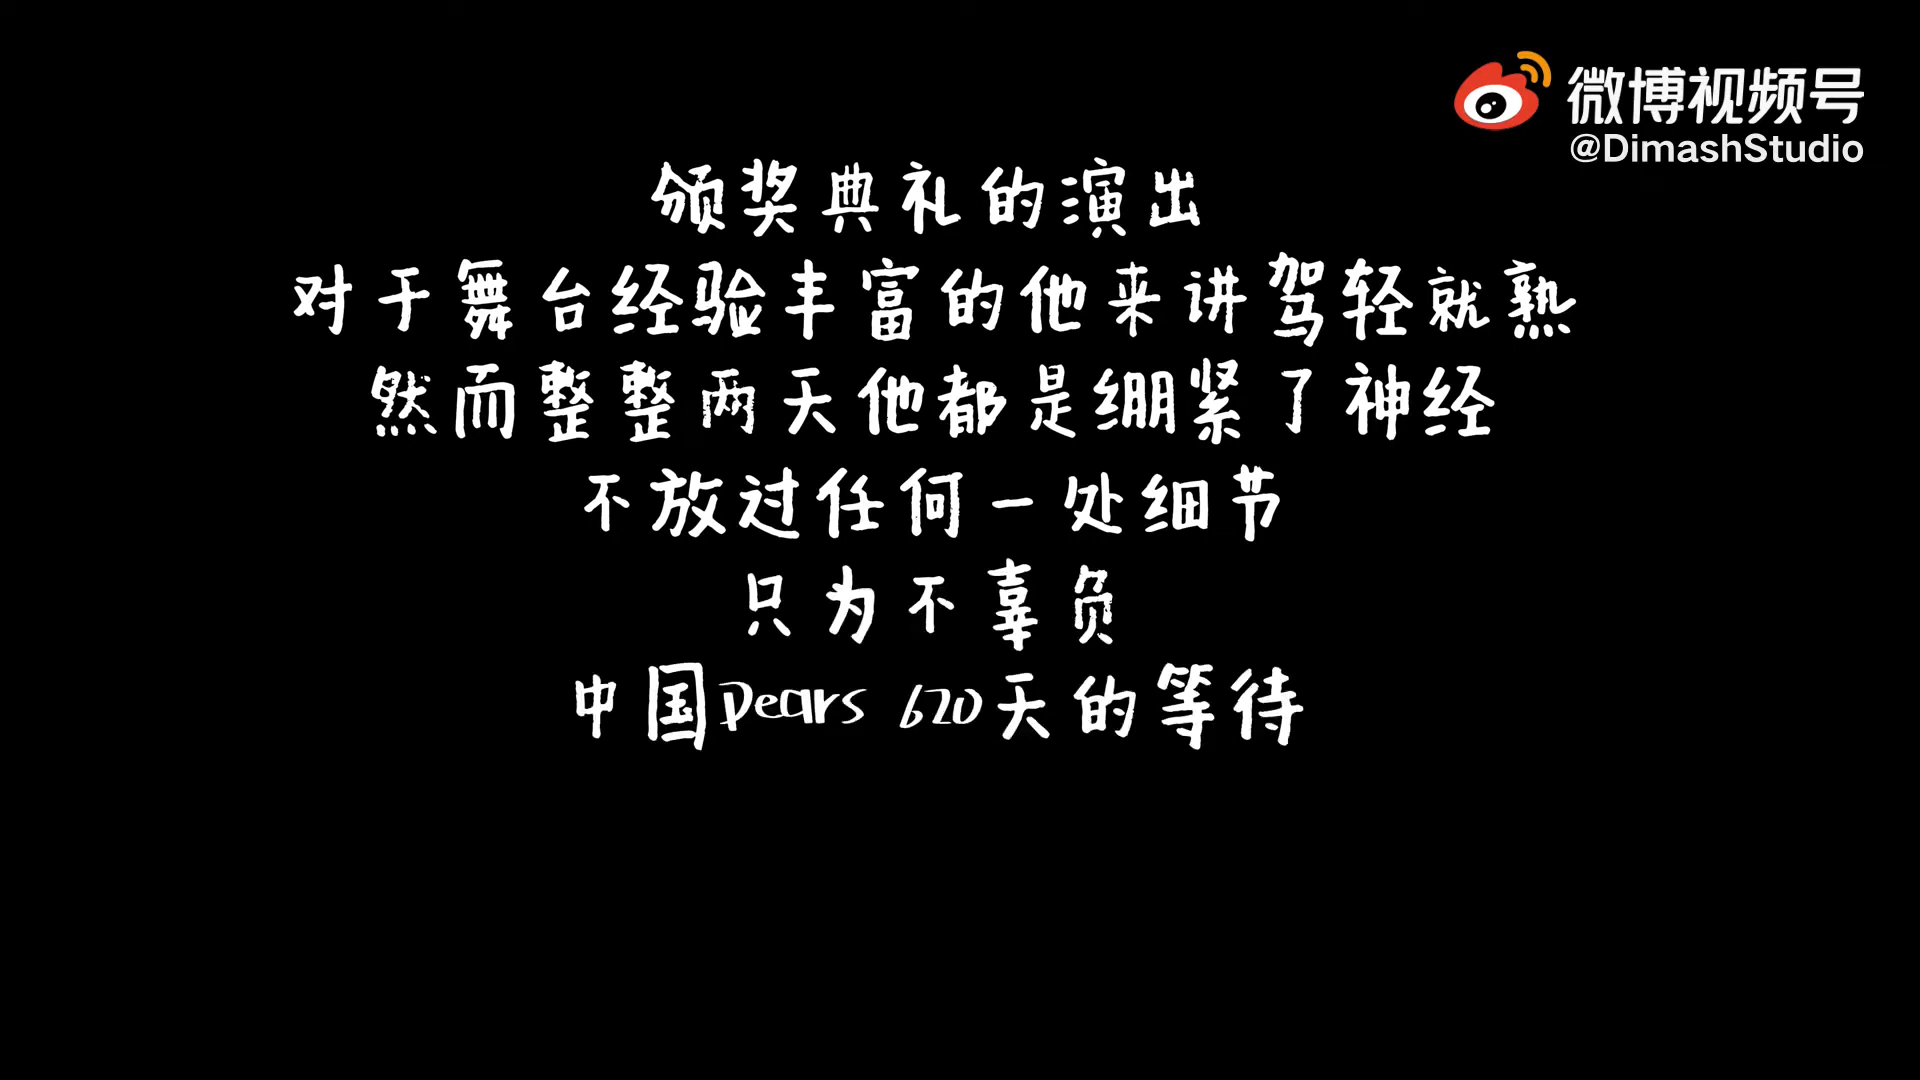 微博视频号
@DimashStudio
颁奖典礼的演出
对于舞台经验丰富的他来讲驾轻就熟
然而整整两天他都是绷紧了神经
不放过任何一处细节
只为不辜负
中国Dears 620天的等待